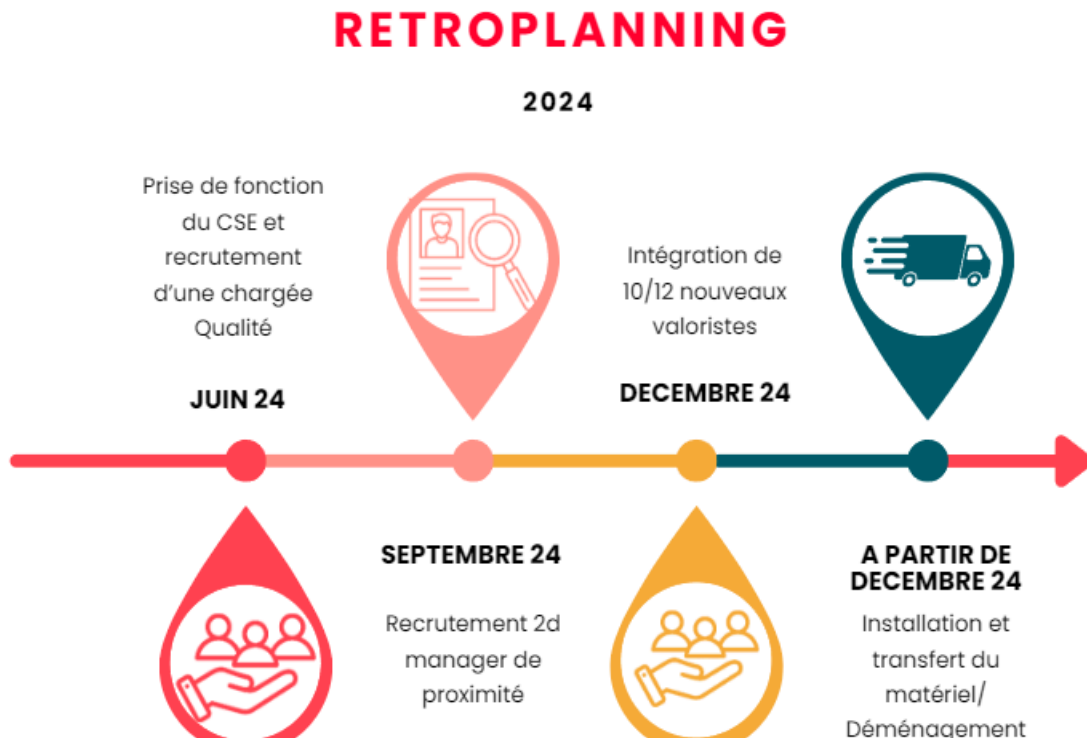 RETROPLANNING
2024
Prise de fonction
du CSE et
recrutement
d’une chargée
Qualité
JUIN 24
SEPTEMBRE 24
Recrutement 2d
manager de
proximité
Intégration de
10/12 nouveaux
valoristes
DECEMBRE 24
A PARTIR DE
DECEMBRE 24
Installation et
transfert du
matériel/
Déménagement